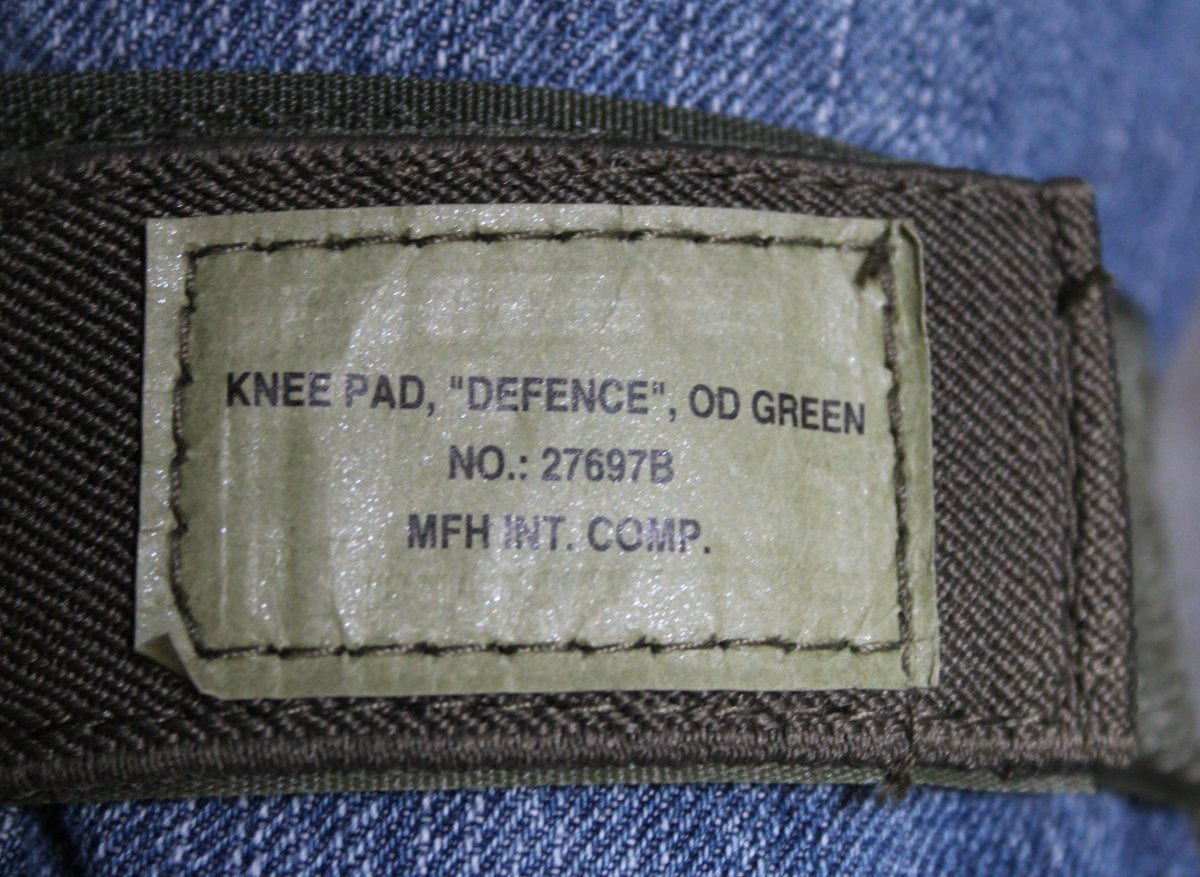 KNEE PAD, "DEFENCE", OD GREEN
NO.: 27697B
MFH INT. COMP.